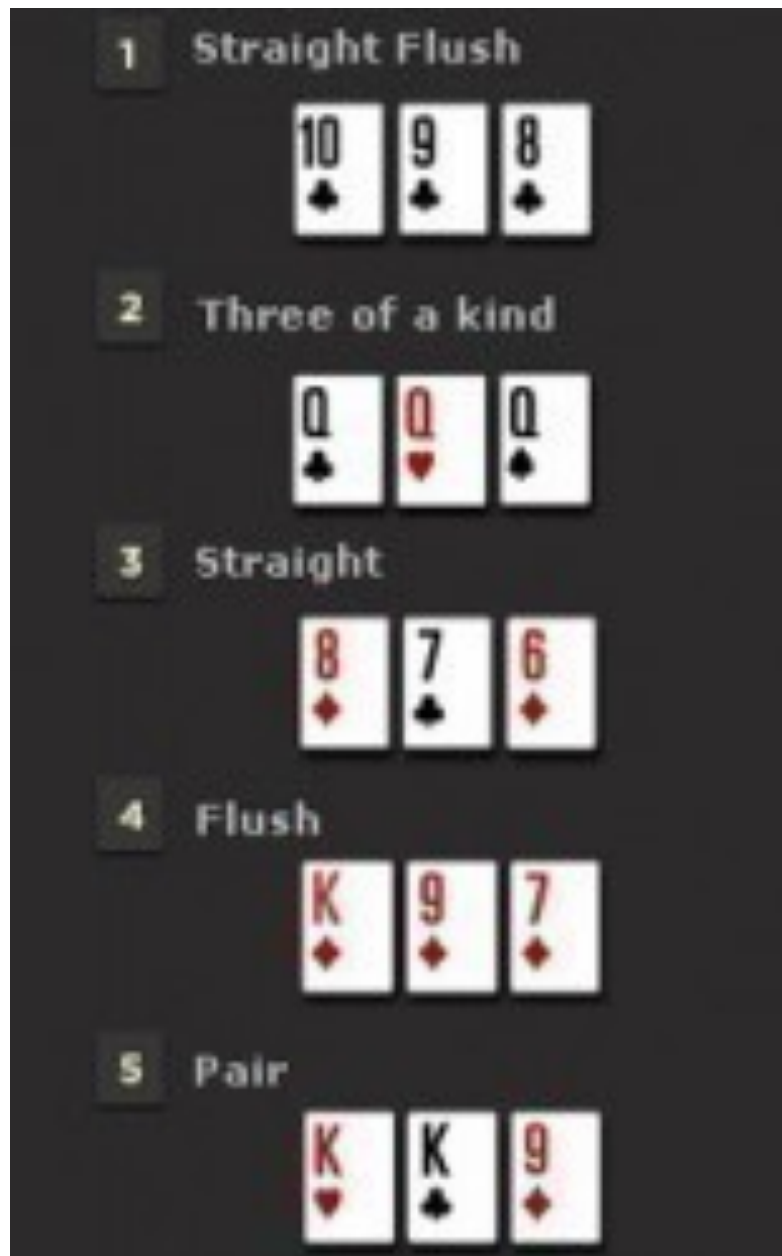 1 Straight Flush
10 9 8
2 Three of a kind
Q Q Q
3 Straight
8 7 6
4 Flush
K 9 7
5 Pair
K K 9